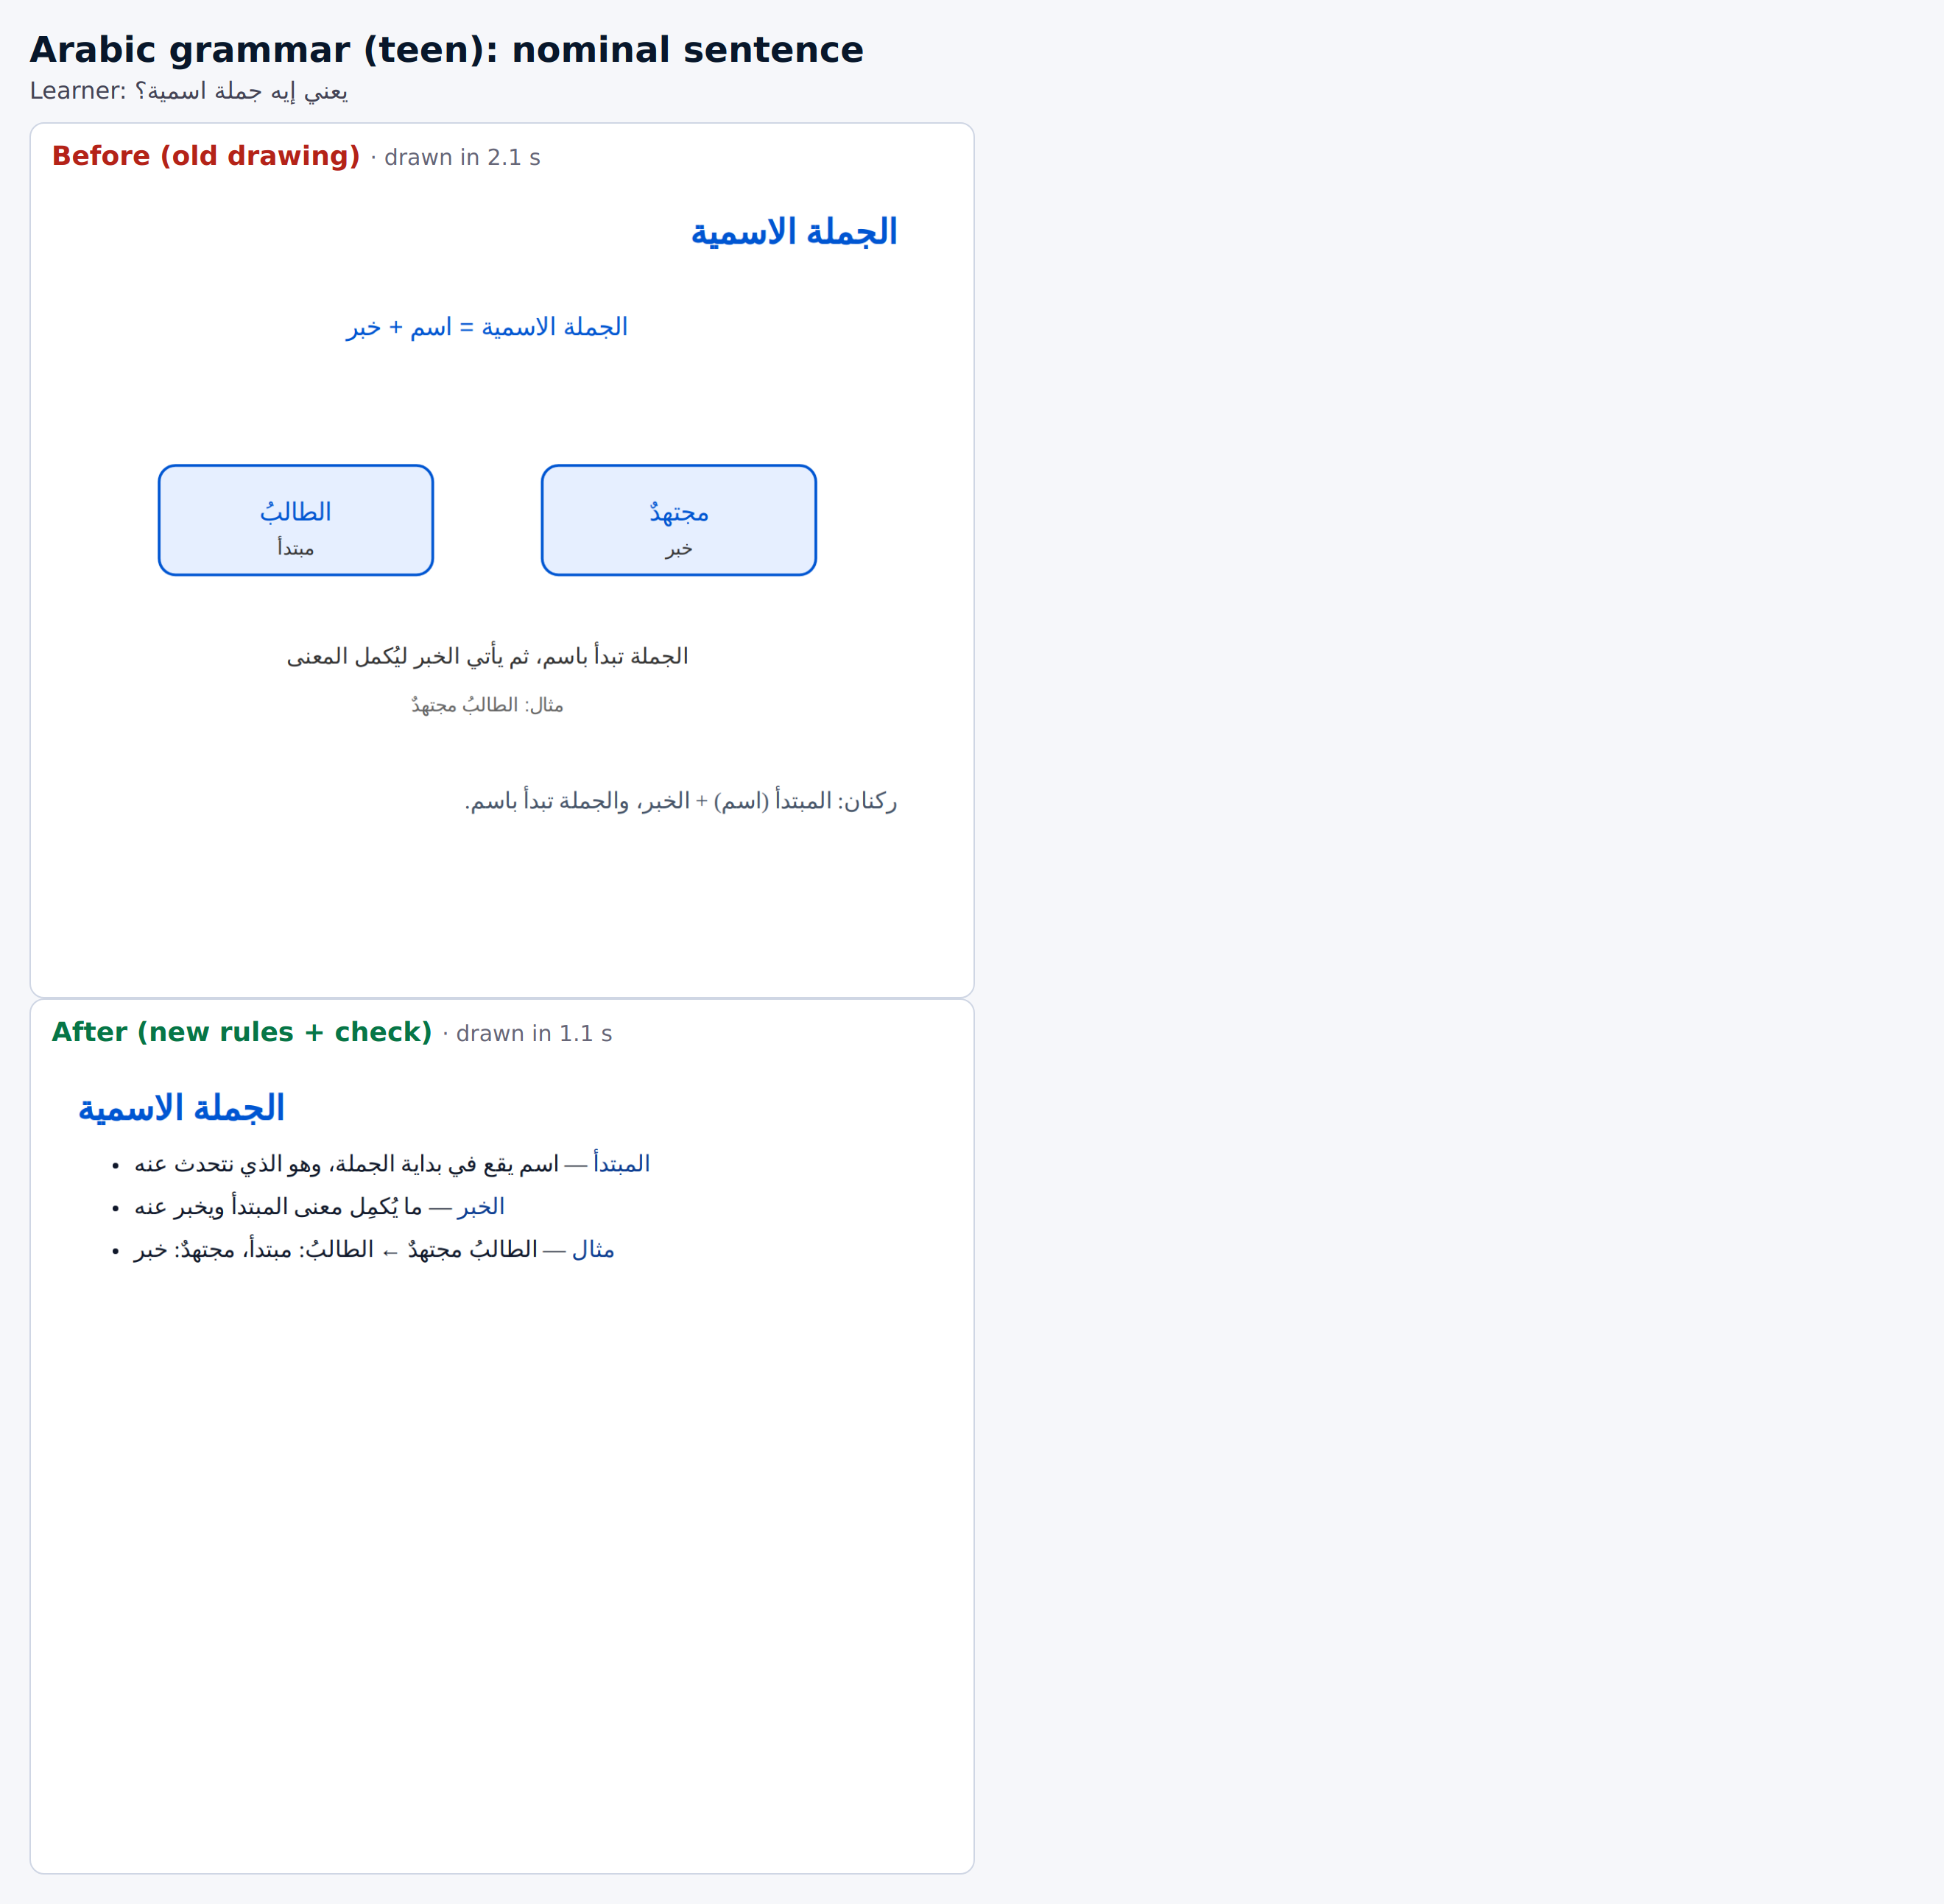 Arabic grammar (teen): nominal sentence
Learner: يعني إيه جملة اسمية؟
Before (old drawing) · drawn in 2.1 s
الجملة الاسمية
الجملة الاسمية = اسم + خبر
الطالبُ
مبتدأ
مجتهدٌ
خبر
الجملة تبدأ باسم، ثم يأتي الخبر ليُكمل المعنى
مثال: الطالبُ مجتهدٌ
ركنان: المبتدأ (اسم) + الخبر، والجملة تبدأ باسم.
After (new rules + check) · drawn in 1.1 s
الجملة الاسمية
• المبتدأ — اسم يقع في بداية الجملة، وهو الذي نتحدث عنه
• الخبر — ما يُكمِل معنى المبتدأ ويخبر عنه
• مثال — الطالبُ مجتهدٌ ← الطالبُ: مبتدأ، مجتهدٌ: خبر